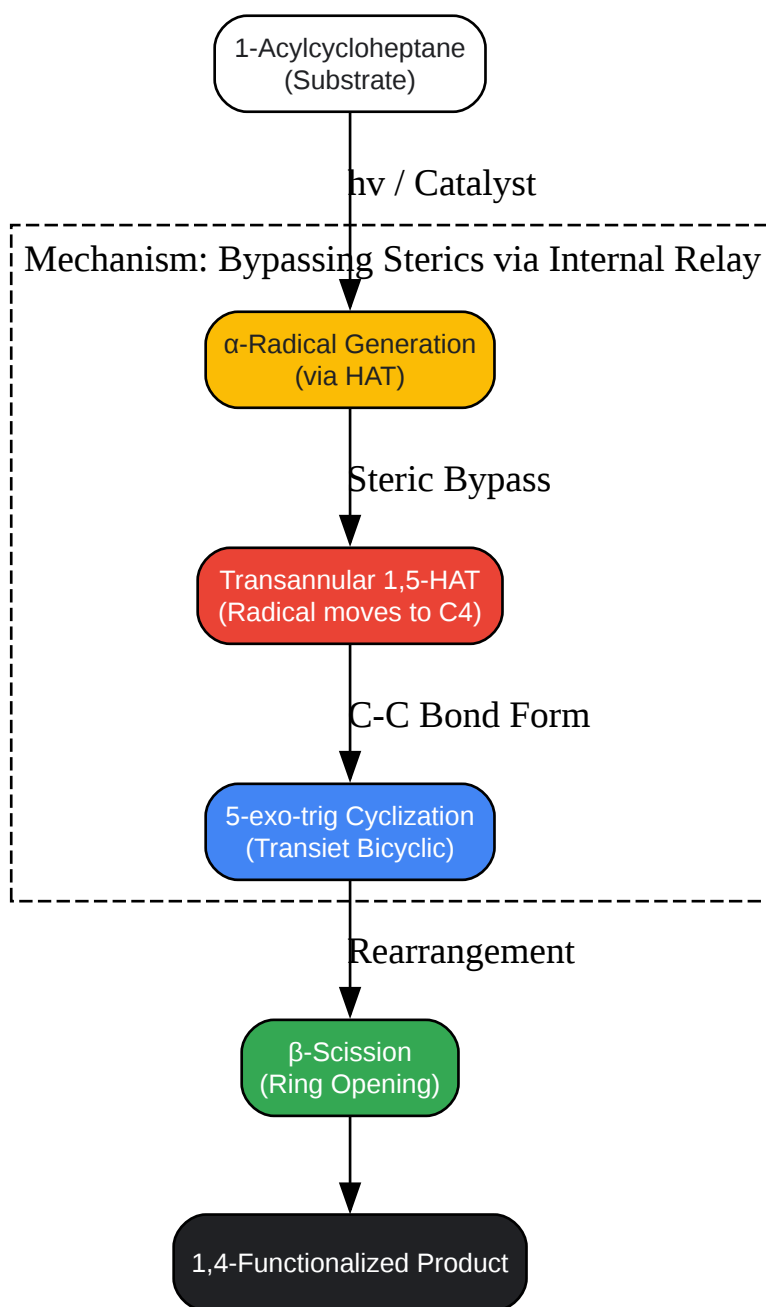 1-Acylcycloheptane
(Substrate)
hv / Catalyst
Mechanism: Bypassing Sterics via Internal Relay
α-Radical Generation
(via HAT)
Steric Bypass
Transannular 1,5-HAT
(Radical moves to C4)
C-C Bond Form
5-exo-trig Cyclization
(Transiet Bicyclic)
Rearrangement
β-Scission
(Ring Opening)
1,4-Functionalized Product